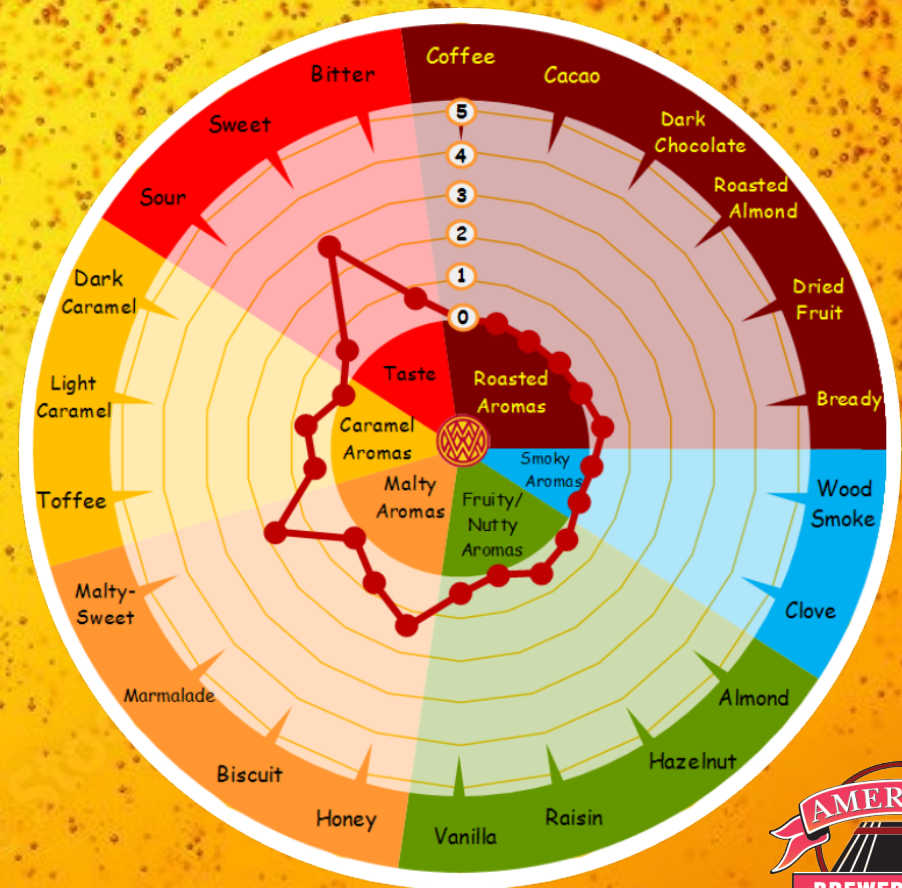 Coffee
Cacao
Dark
Chocolate
Roasted
Almond
Dried
Fruit
Bready
Wood
Smoke
Clove
Almond
Hazelnut
Raisin
Vanilla
Honey
Biscuit
Marmalade
Malty-
Sweet
Toffee
Light
Caramel
Dark
Caramel
Sour
Sweet
Bitter
5
4
3
2
1
0
Taste
Roasted
Aromas
Smoky
Aromas
Fruity/
Nutty
Aromas
Malty
Aromas
Caramel
Aromas
AMER
BREWER